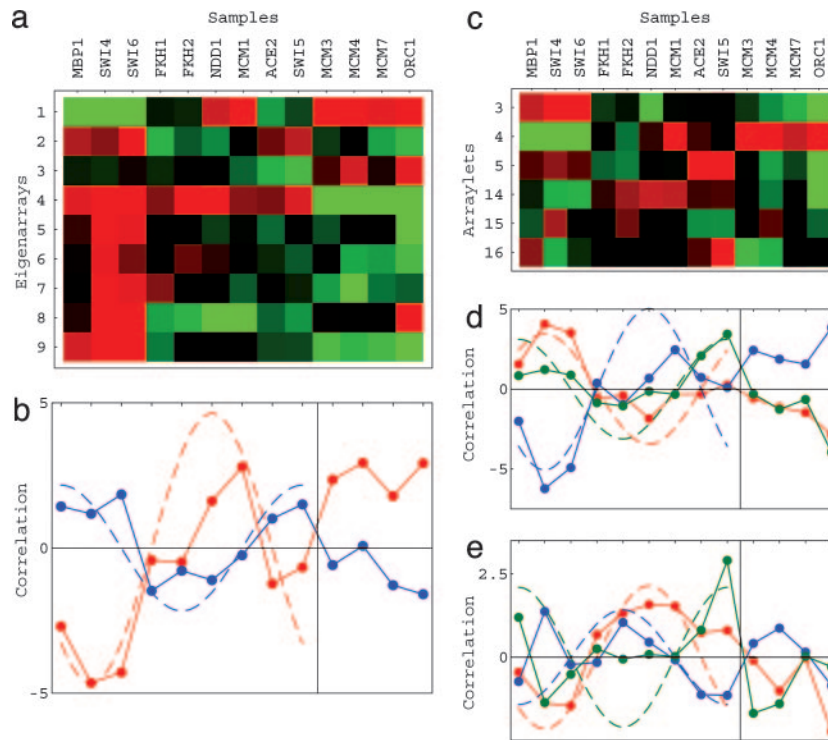 a
Samples
MBP1 SWI4 SWI6 FKH1 FKH2 NDD1 MCM1 ACE2 SWI5 MCM3 MCM4 MCM7 ORC1
Eigenarrays
1
2
3
4
5
6
7
8
9
b
Correlation
5
0
-5
c
Samples
MBP1 SWI4 SWI6 FKH1 FKH2 NDD1 MCM1 ACE2 SWI5 MCM3 MCM4 MCM7 ORC1
Arraylets
3
4
5
14
15
16
d
Correlation
5
0
-5
e
Correlation
2.5
0